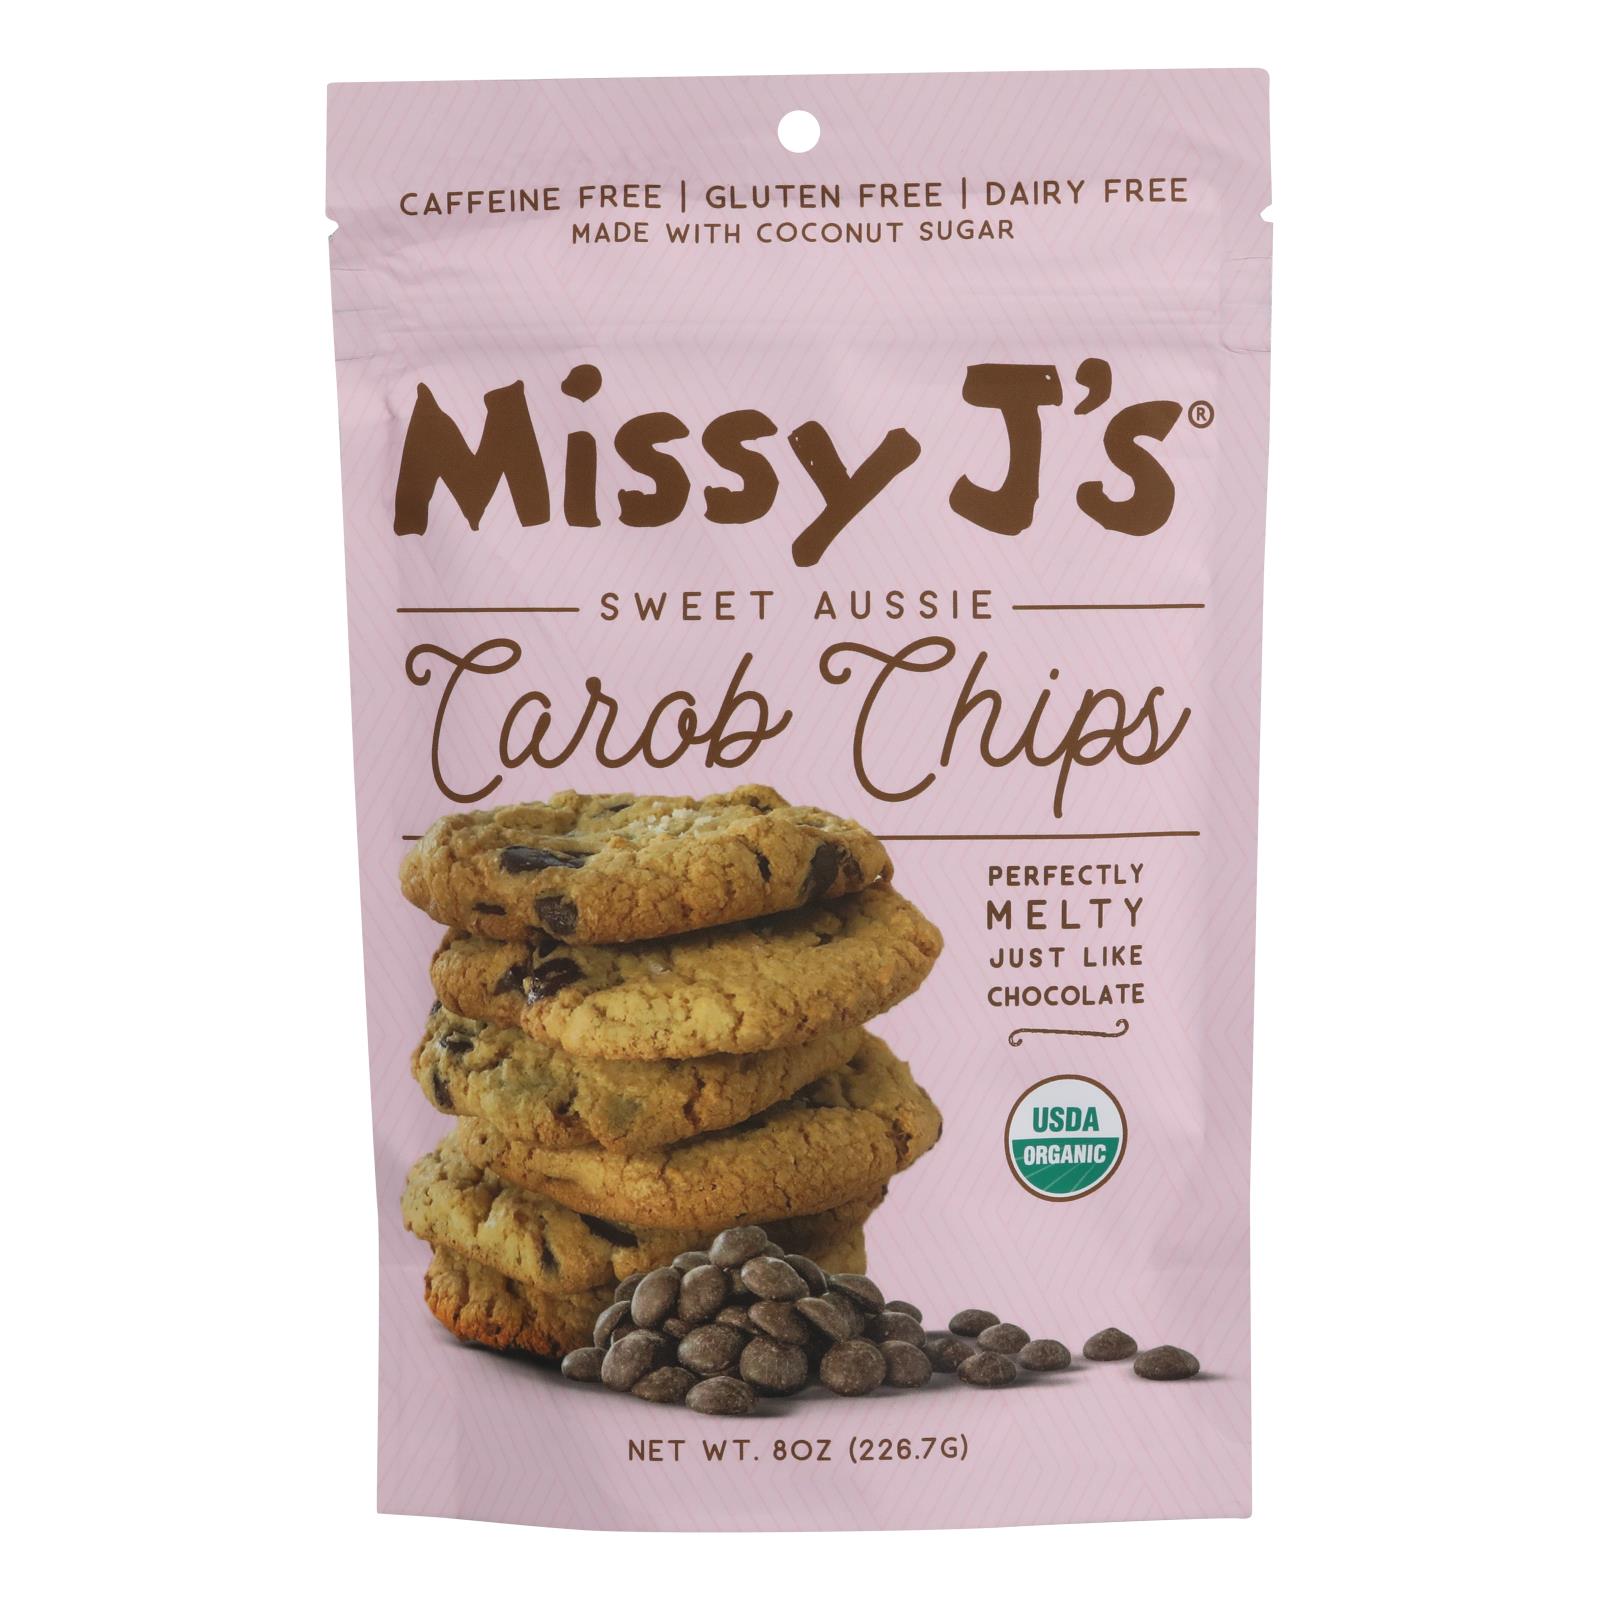 CAFFEINE FREE | GLUTEN FREE | DAIRY FREE
MADE WITH COCONUT SUGAR
Missy J's®
SWEET AUSSIE
Carob Chips
PERFECTLY
MELTY
JUST LIKE
CHOCOLATE
USDA
ORGANIC
NET WT. 8OZ (226.7G)